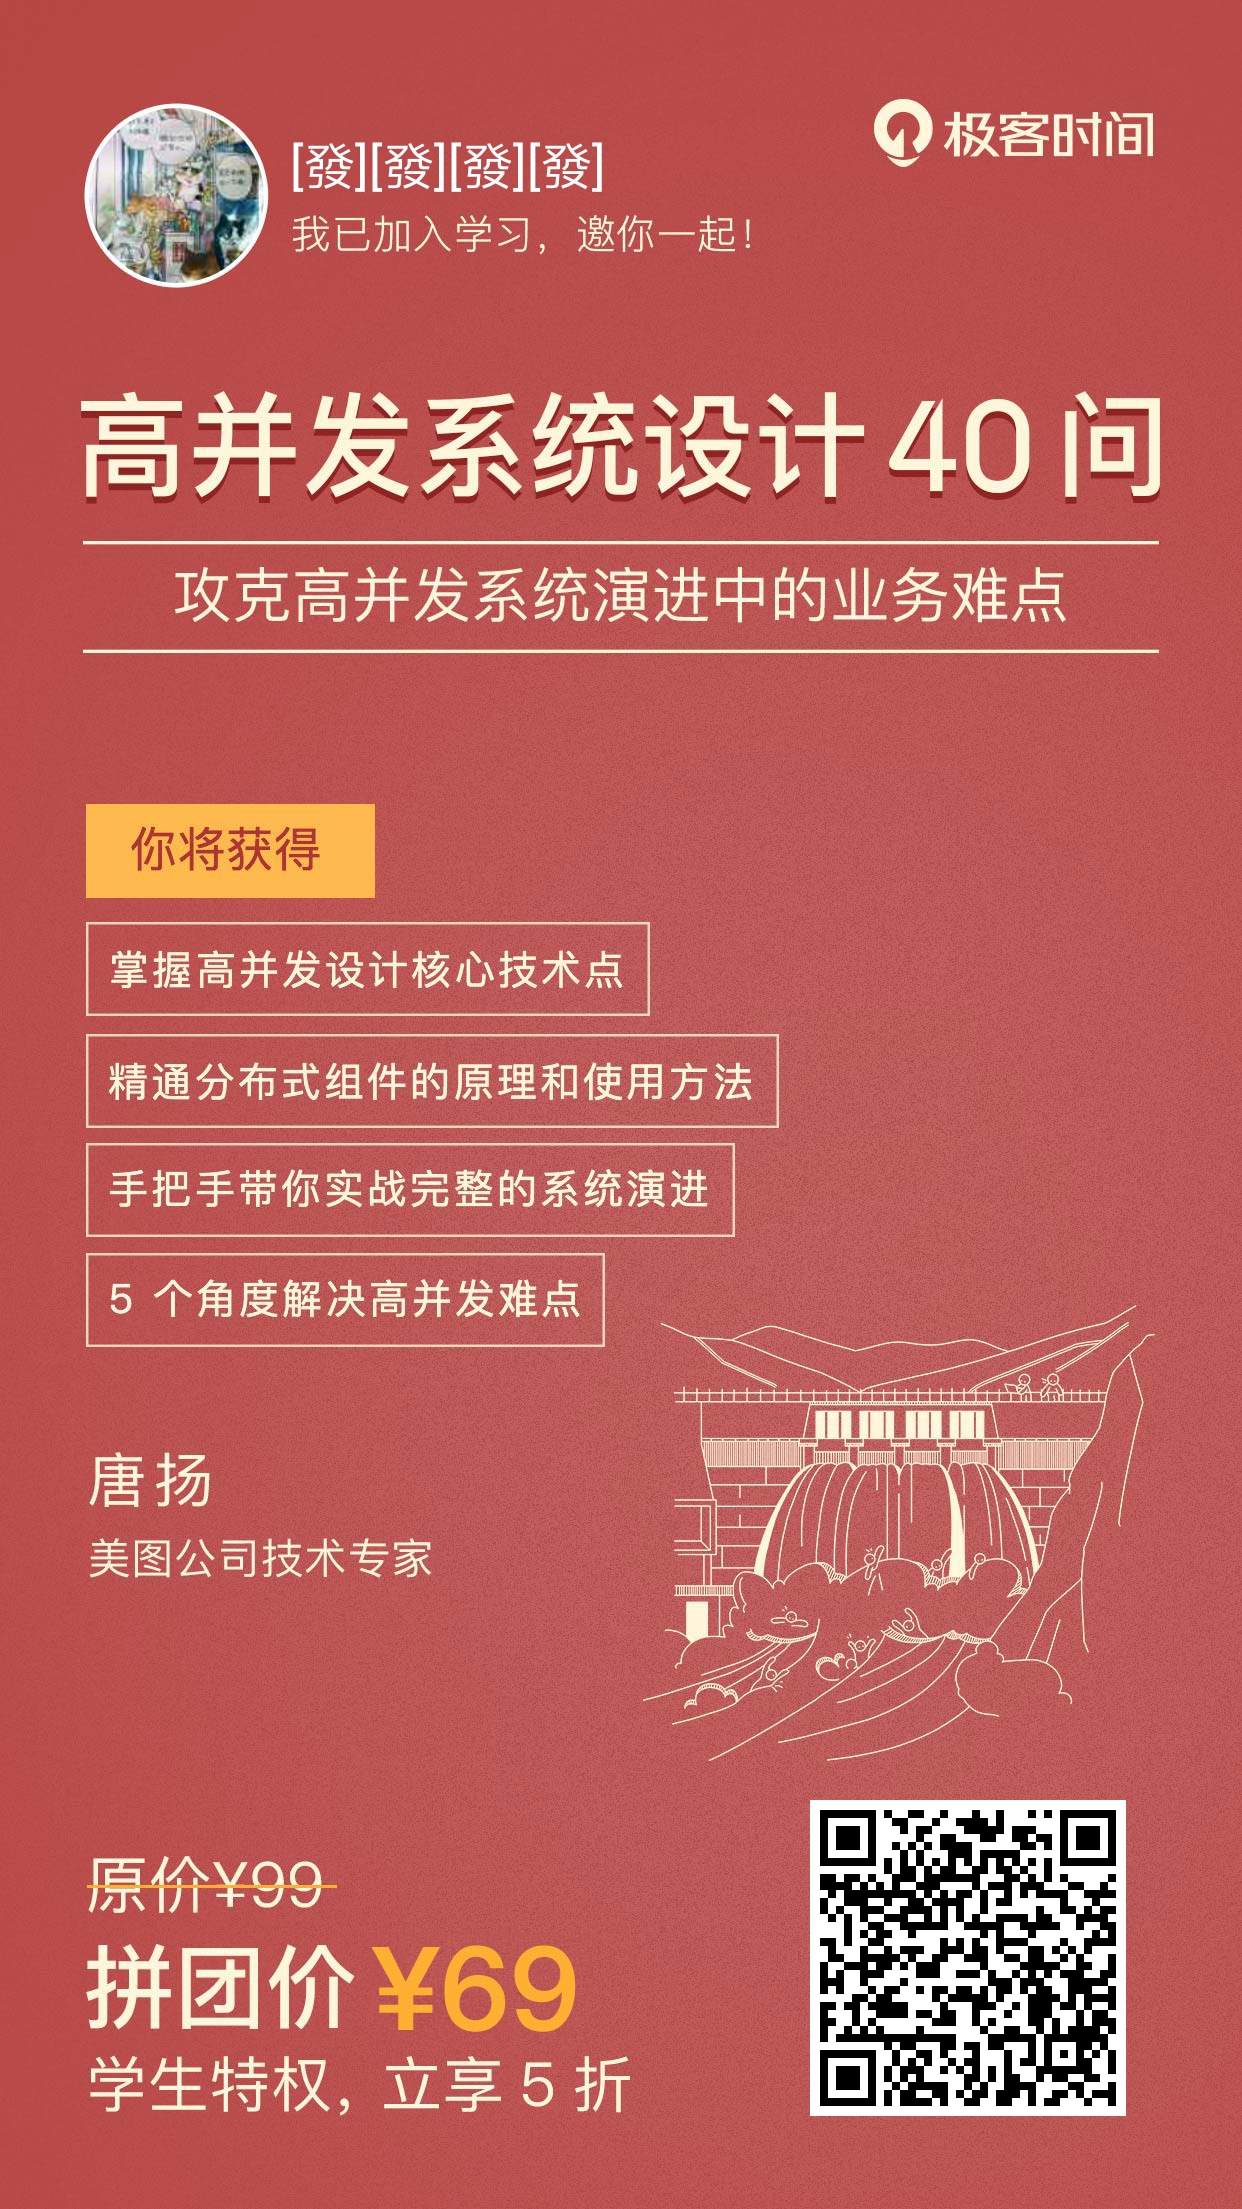 极客时间
[發][發][發][發]
我已加入学习，邀你一起！
高并发系统设计 40 问
攻克高并发系统演进中的业务难点
你将获得
掌握高并发设计核心技术点
精通分布式组件的原理和使用方法
手把手带你实战完整的系统演进
5 个角度解决高并发难点
唐扬
美图公司技术专家
原价¥99
拼团价 ¥69
学生特权，立享 5 折